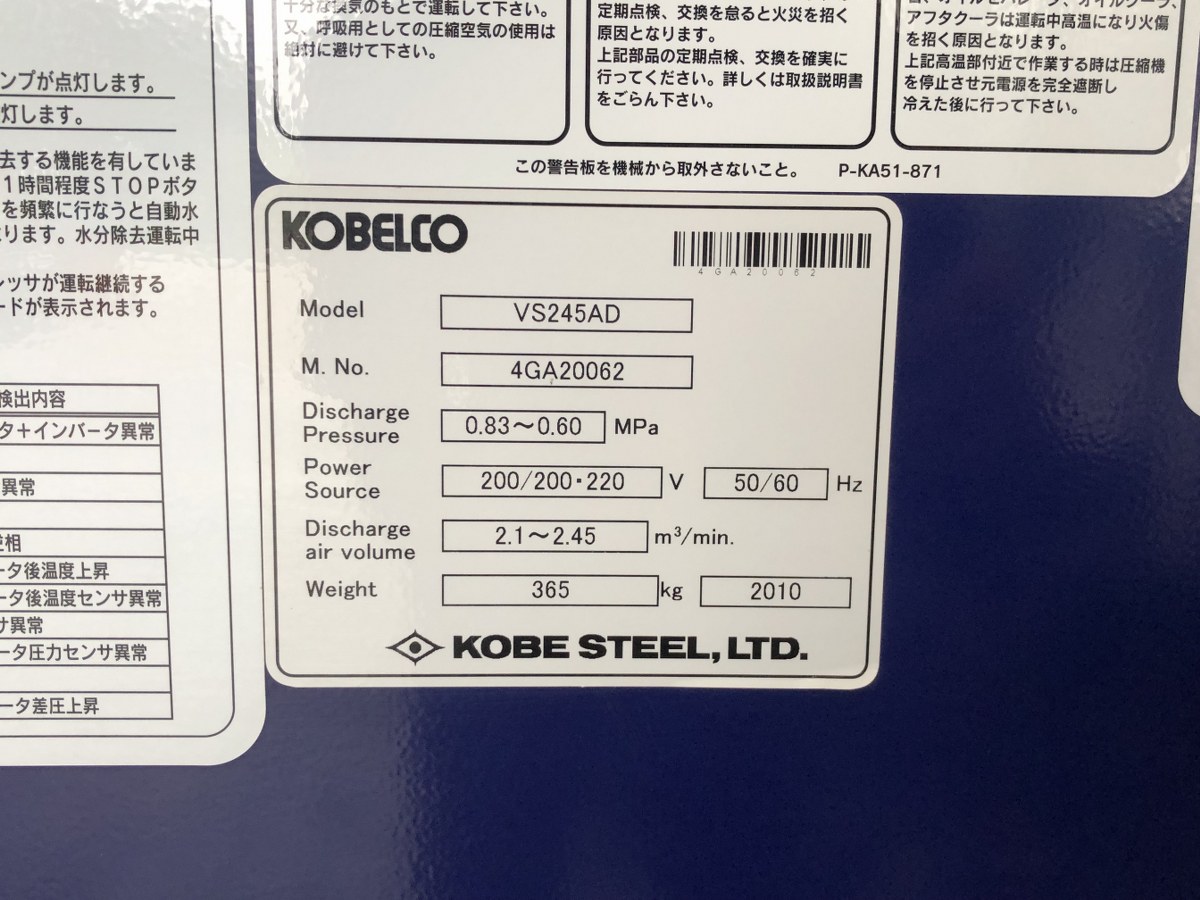 十分な換気のもとで運転して下さい。
又、呼吸用としての圧縮空気の使用は
絶対に避けて下さい。
定期点検、交換を怠ると火災を招く
原因となります。
上記部品の定期点検、交換を確実に
行ってください。詳しくは取扱説明書
をごらん下さい。
アフタクーラは運転中高温になり火傷
を招く原因となります。
上記高温部付近で作業する時は圧縮機
を停止させ元電源を完全遮断し
冷えた後に行って下さい。
この警告板を機械から取外さないこと。 P-KA51-871
ンプが点灯します。
灯します。
去する機能を有していま
1時間程度STOPボタ
を頻繁に行なうと自動水
ります。水分除去運転中
ッサが運転継続する
ードが表示されます。
検出内容
タ+インバータ異常
異常
逆相
ータ後温度上昇
ータ後温度センサ異常
サ異常
ータ圧力センサ異常
ータ差圧上昇
KOBELCO
4GA20062
Model VS245AD
M. No. 4GA20062
Discharge
Pressure 0.83～0.60 MPa
Power
Source 200/200・220 V 50/60 Hz
Discharge
air volume 2.1～2.45 m³/min.
Weight 365 kg 2010
KOBE STEEL, LTD.